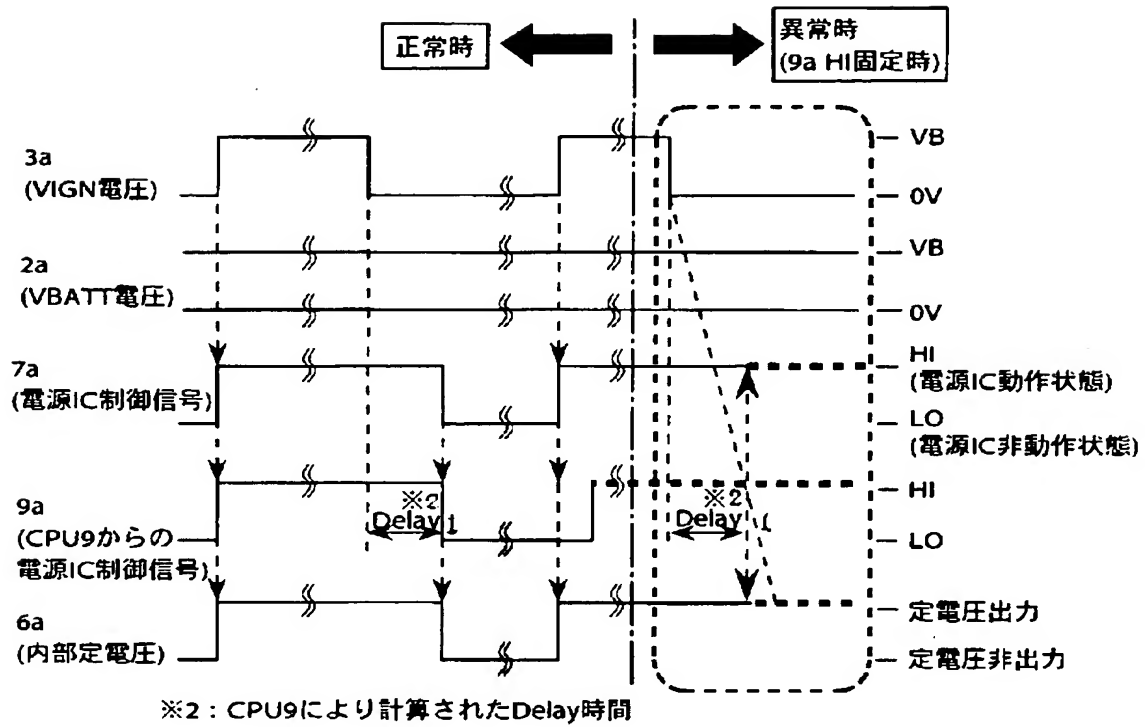 正常時
異常時
(9a HI固定時)
3a
(VIGN電圧)
VB
0V
2a
(VBATT電圧)
VB
0V
7a
(電源IC制御信号)
HI
(電源IC動作状態)
LO
(電源IC非動作状態)
9a
(CPU9からの
電源IC制御信号)
※2
Delay
※2
Delay
HI
LO
6a
(内部定電圧)
定電圧出力
定電圧非出力
※2：CPU9により計算されたDelay時間